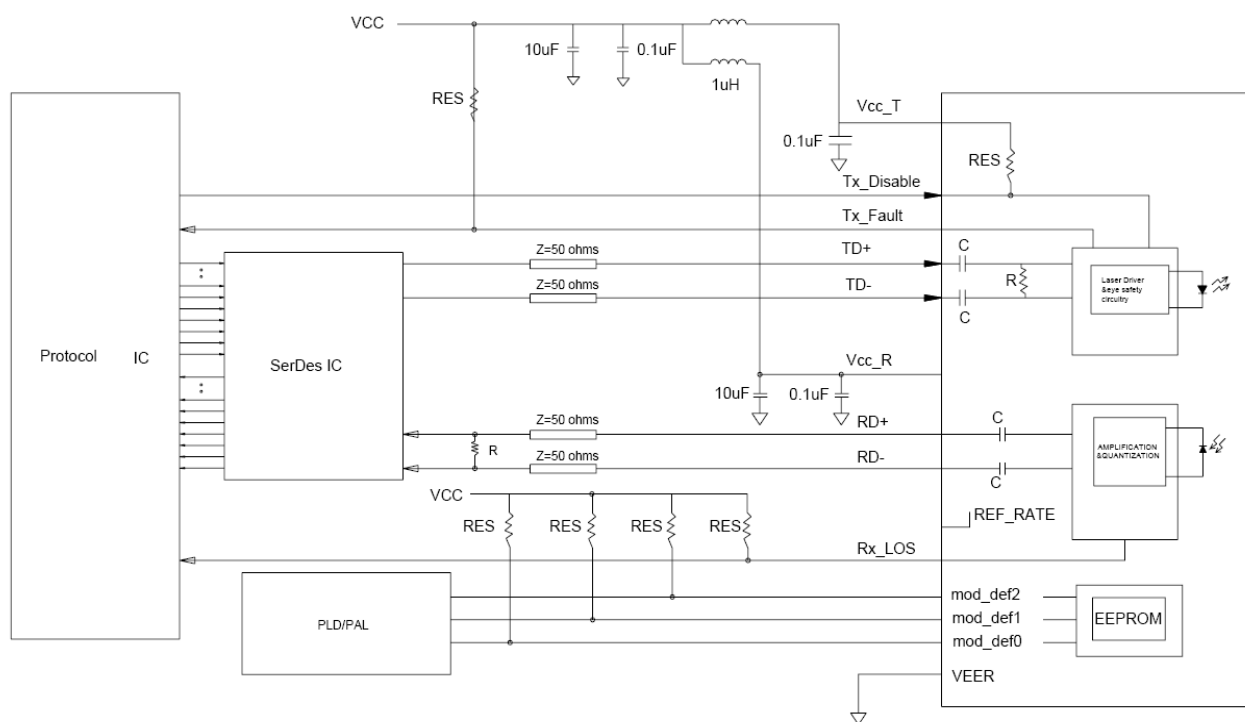 VCC
10uF
0.1uF
1uH
RES
Vcc_T
0.1uF
RES
Tx_Disable
Tx_Fault
Z=50 ohms
TD+
C
Z=50 ohms
TD-
R
C
Laser Driver
&eye safety
circuitry
Protocol IC
SerDes IC
Vcc_R
10uF
0.1uF
Z=50 ohms
RD+
C
R
Z=50 ohms
RD-
C
AMPLIFICATION
&QUANTIZATION
VCC
RES
RES
RES
RES
REF_RATE
Rx_LOS
PLD/PAL
mod_def2
mod_def1
mod_def0
EEPROM
VEER